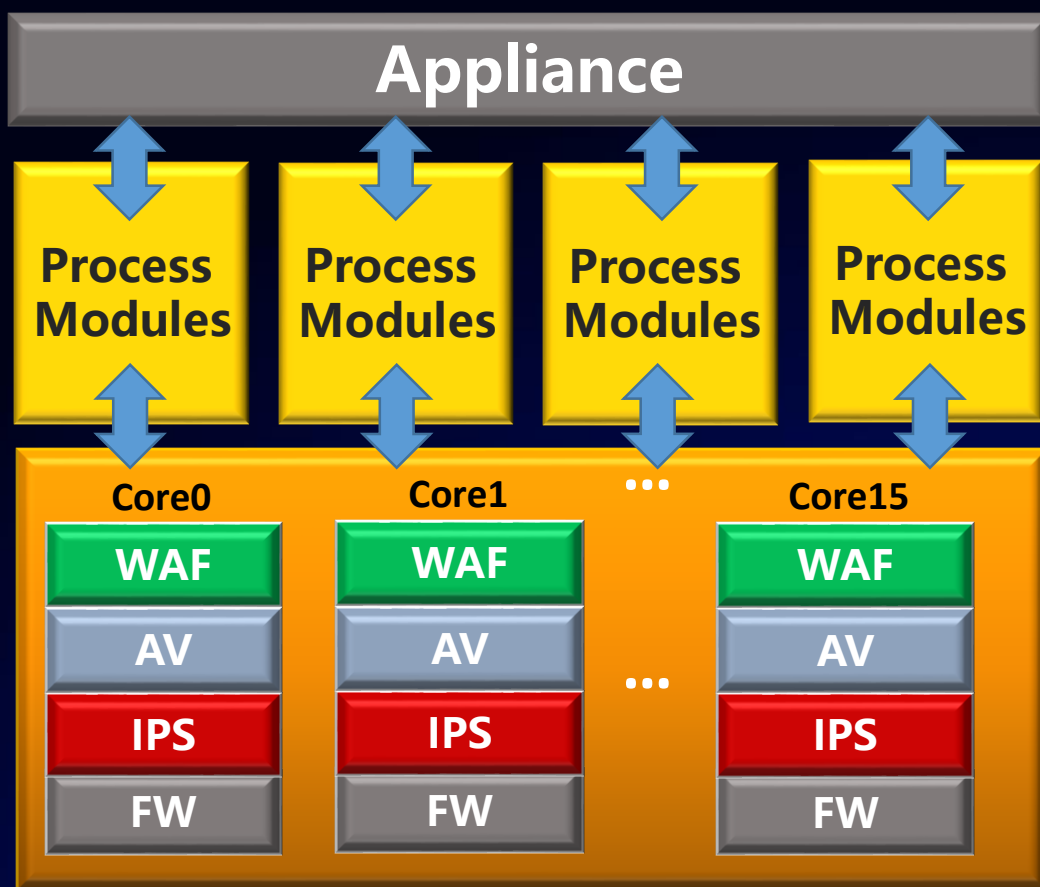 Appliance
Process
Modules
Process
Modules
Process
Modules
Process
Modules
Core0
Core1
...
Core15
WAF
WAF
WAF
AV
AV
...
AV
IPS
IPS
IPS
FW
FW
FW